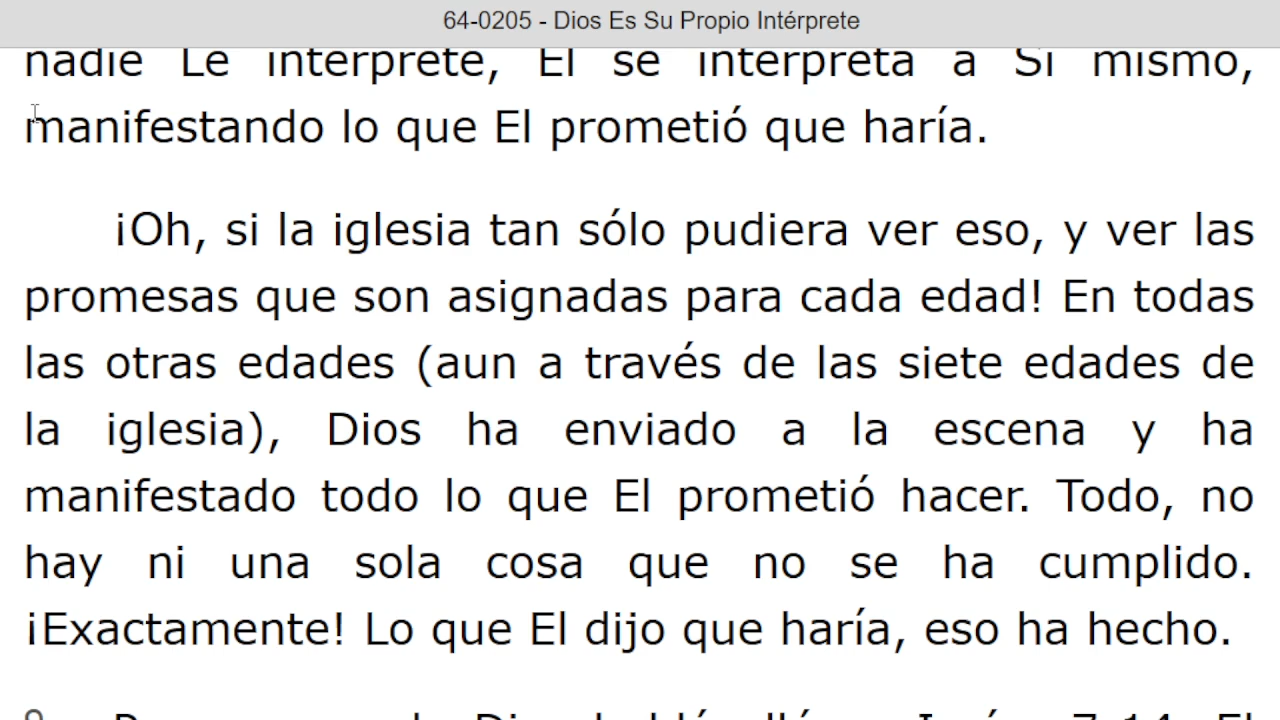 64-0205 - Dios Es Su Propio Intérprete
nadie Le interprete, El se interpreta a Sí mismo,
manifestando lo que El prometió que haría.
¡Oh, si la iglesia tan sólo pudiera ver eso, y ver las
promesas que son asignadas para cada edad! En todas
las otras edades (aun a través de las siete edades de
la iglesia), Dios ha enviado a la escena y ha
manifestado todo lo que El prometió hacer. Todo, no
hay ni una sola cosa que no se ha cumplido.
¡Exactamente! Lo que El dijo que haría, eso ha hecho.